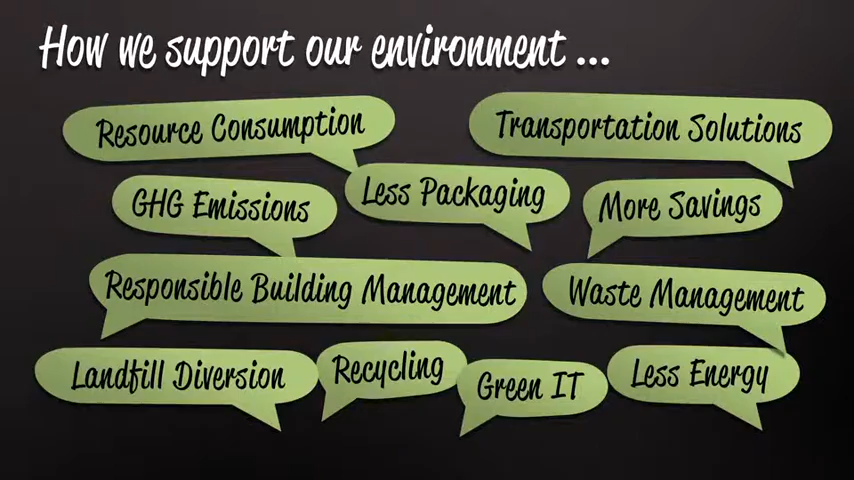 How we support our environment ...
Resource Consumption
Transportation Solutions
GHG Emissions
Less Packaging
More Savings
Responsible Building Management
Waste Management
Landfill Diversion
Recycling
Green IT
Less Energy